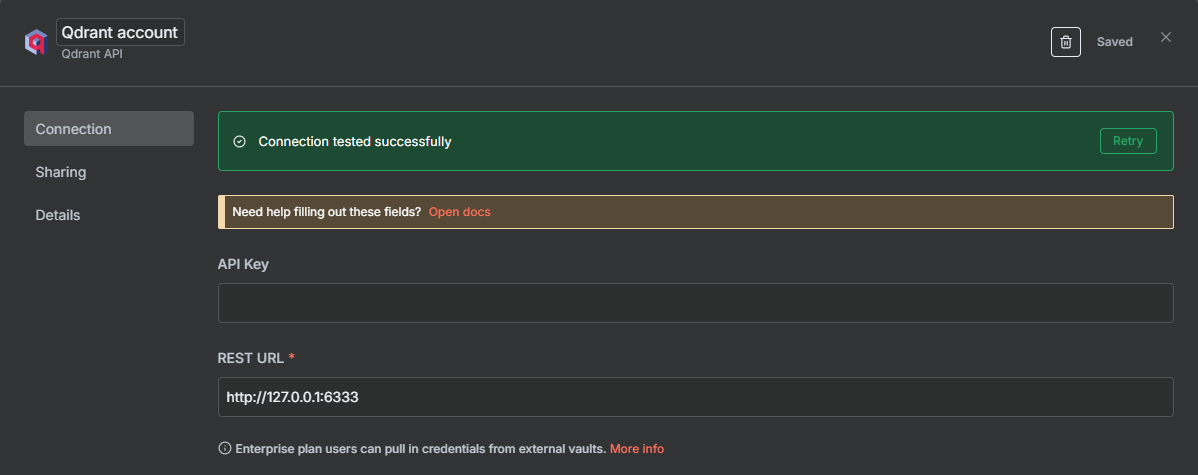 Qdrant account
Qdrant API
Saved
Connection
Sharing
Details
Connection tested successfully
Retry
Need help filling out these fields? Open docs
API Key
REST URL *
http://127.0.0.1:6333
Enterprise plan users can pull in credentials from external vaults. More info